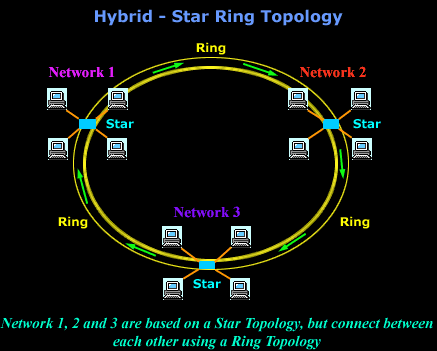 Hybrid - Star Ring Topology
Ring
Network 1
Network 2
Star
Star
Network 3
Ring
Ring
Star
Network 1, 2 and 3 are based on a Star Topology, but connect between
each other using a Ring Topology